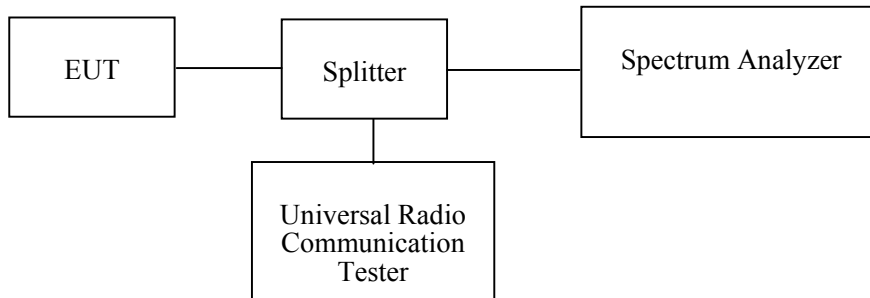 EUT
Splitter
Spectrum Analyzer
Universal Radio
Communication
Tester